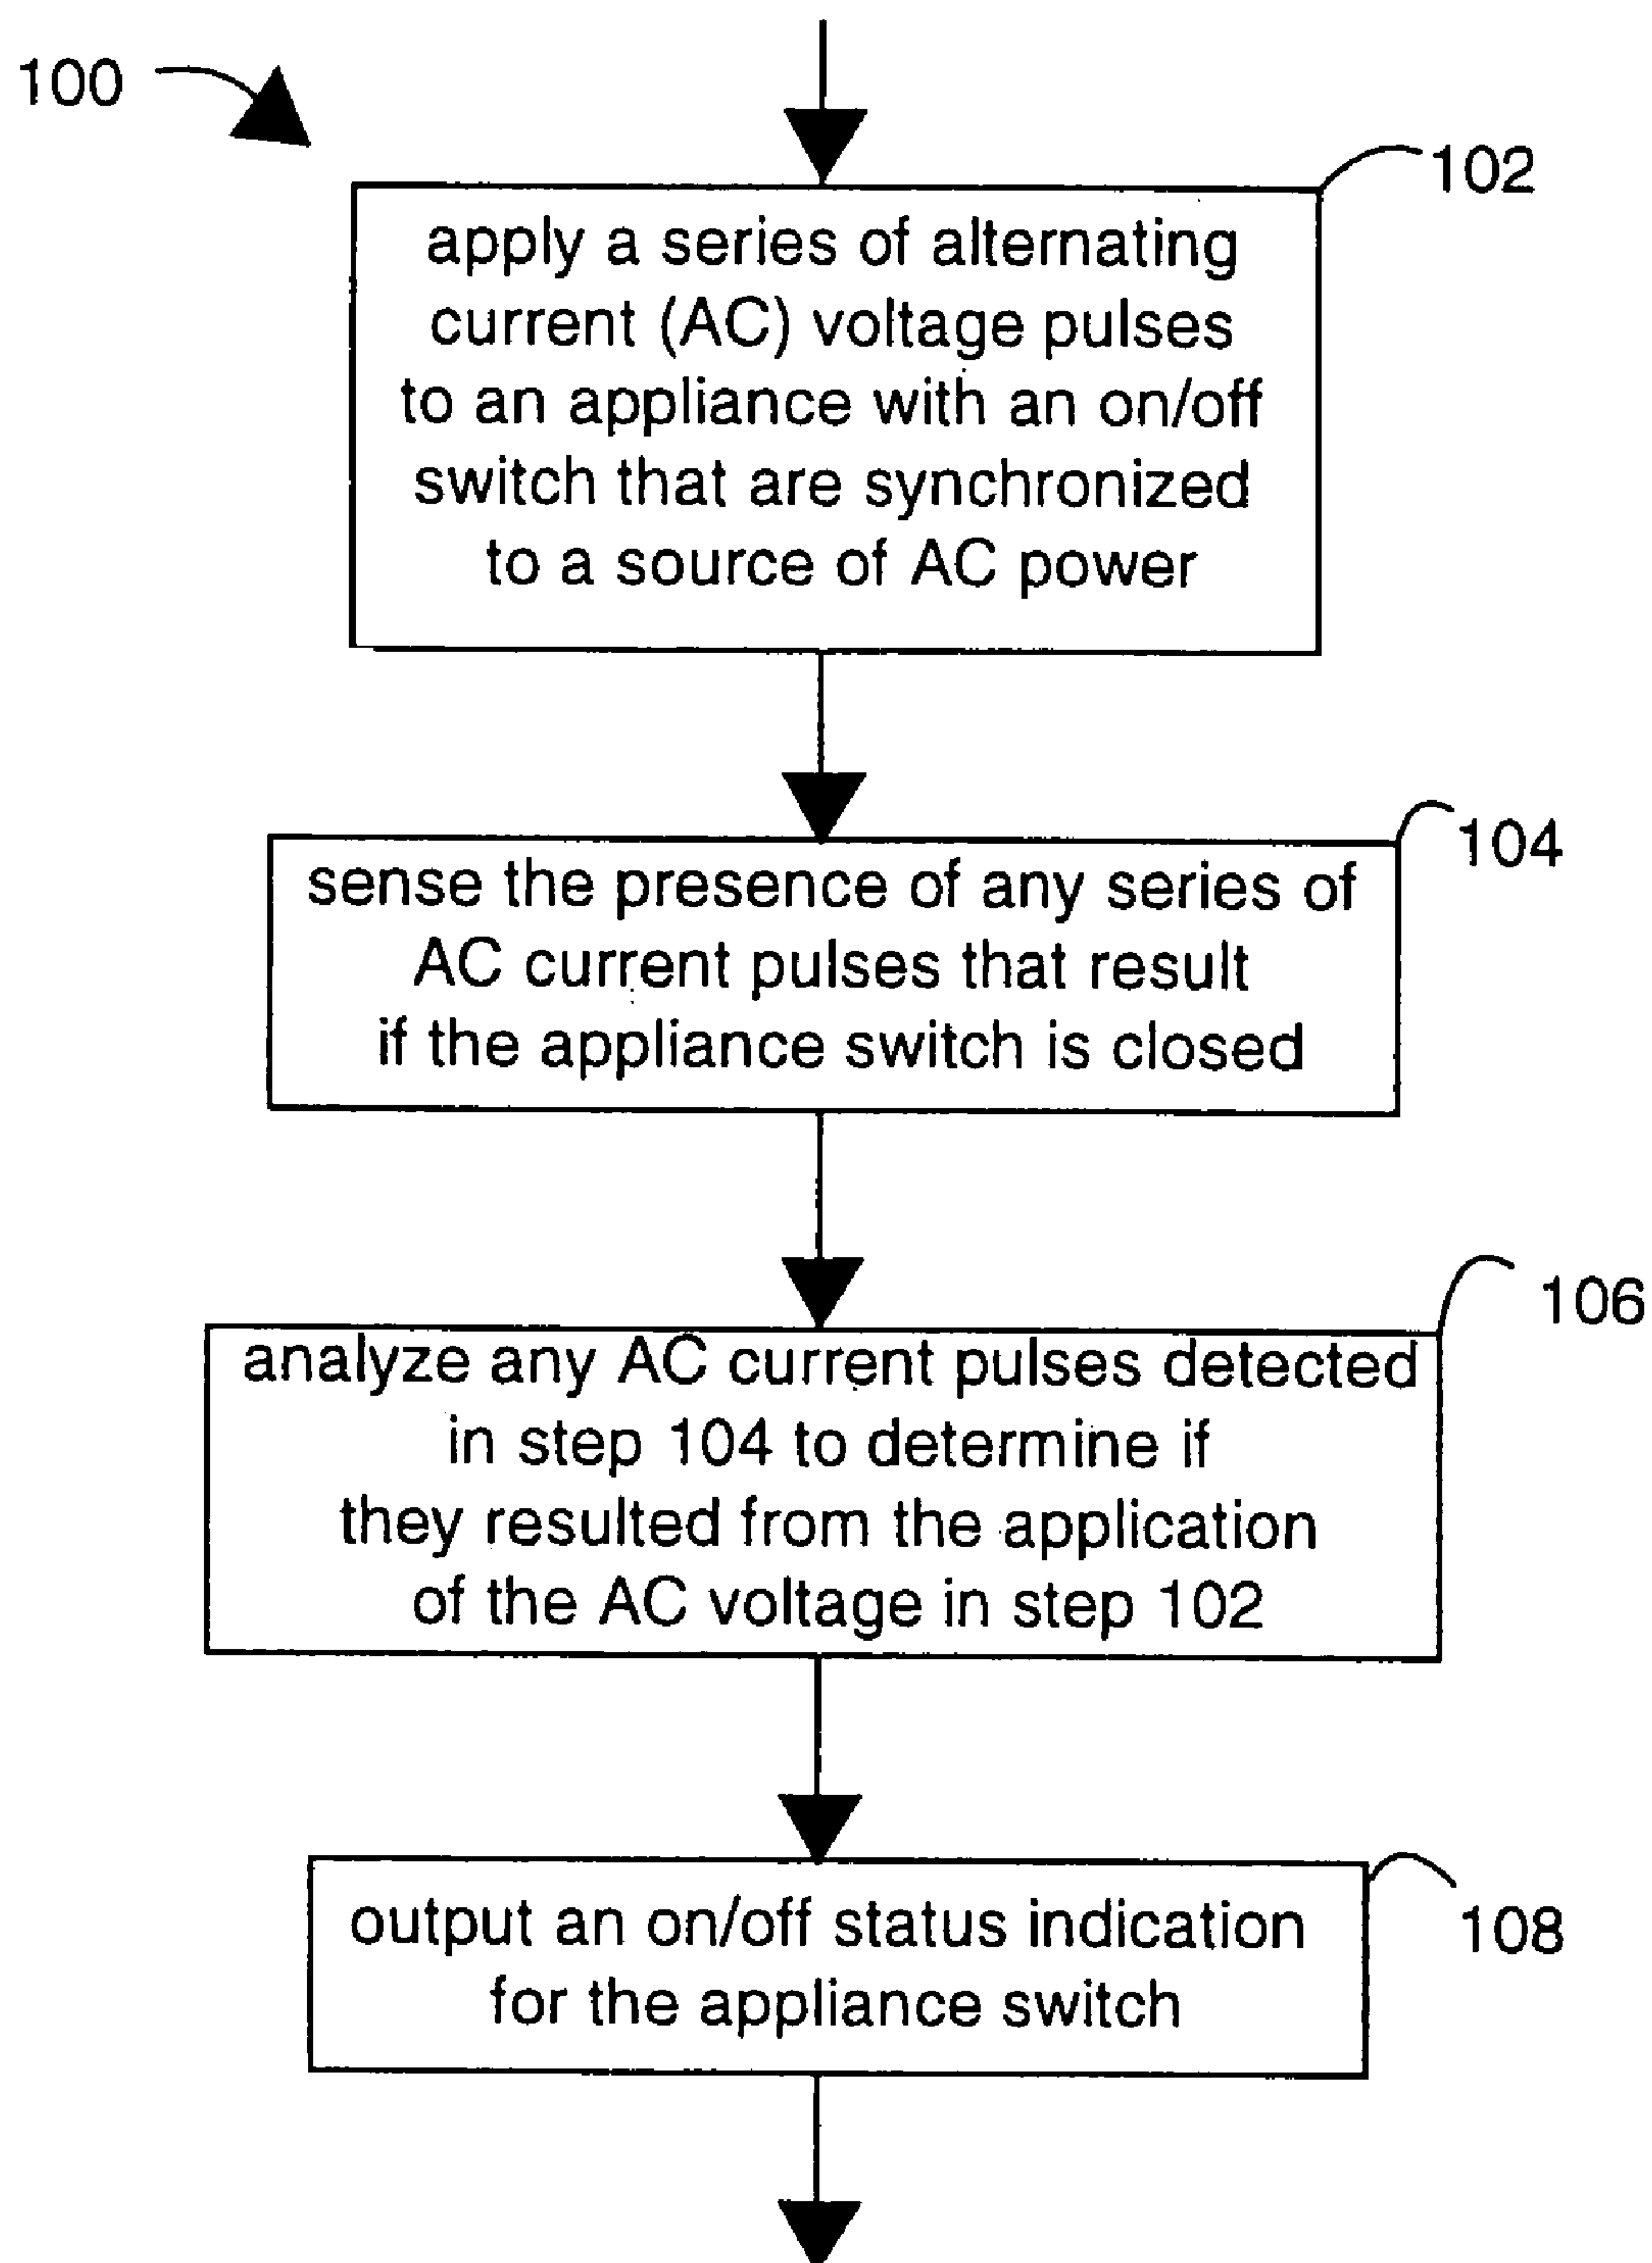 100
102
apply a series of alternating
current (AC) voltage pulses
to an appliance with an on/off
switch that are synchronized
to a source of AC power
104
sense the presence of any series of
AC current pulses that result
if the appliance switch is closed
106
analyze any AC current pulses detected
in step 104 to determine if
they resulted from the application
of the AC voltage in step 102
108
output an on/off status indication
for the appliance switch